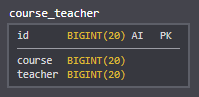 course_teacher
id BIGINT(20) AI PK
course BIGINT(20)
teacher BIGINT(20)